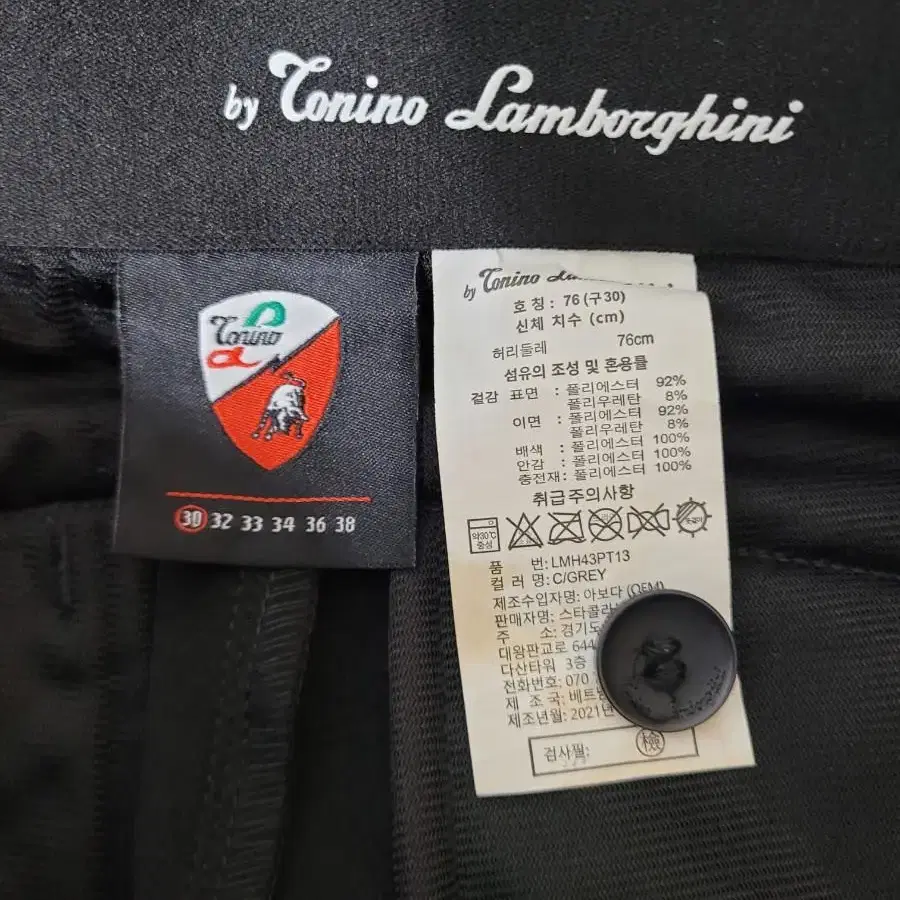 by Tonino Lamborghini
Tonino
30 32 33 34 36 38
by Tonino
호칭 : 76 (구30)
신체 치수 (cm)
허리둘레 76cm
섬유의 조성 및 혼용률
겉감 표면 : 폴리에스터 92%
폴리우레탄 8%
이면 : 폴리에스터 92%
폴리우레탄 8%
배색 : 폴리에스터 100%
안감 : 폴리에스터 100%
충전재: 폴리에스터 100%
취급주의사항
약30℃
중성
품 번: LMH43PT13
컬 러 명: C/GREY
제조수입자명: 아보다 (OEM)
판매자명: 스타콜라
주 소: 경기도
대왕판교로 644
다산타워 3층
전화번호: 070
제 조 국: 베트남
제조년월: 2021년
검사필: 檢